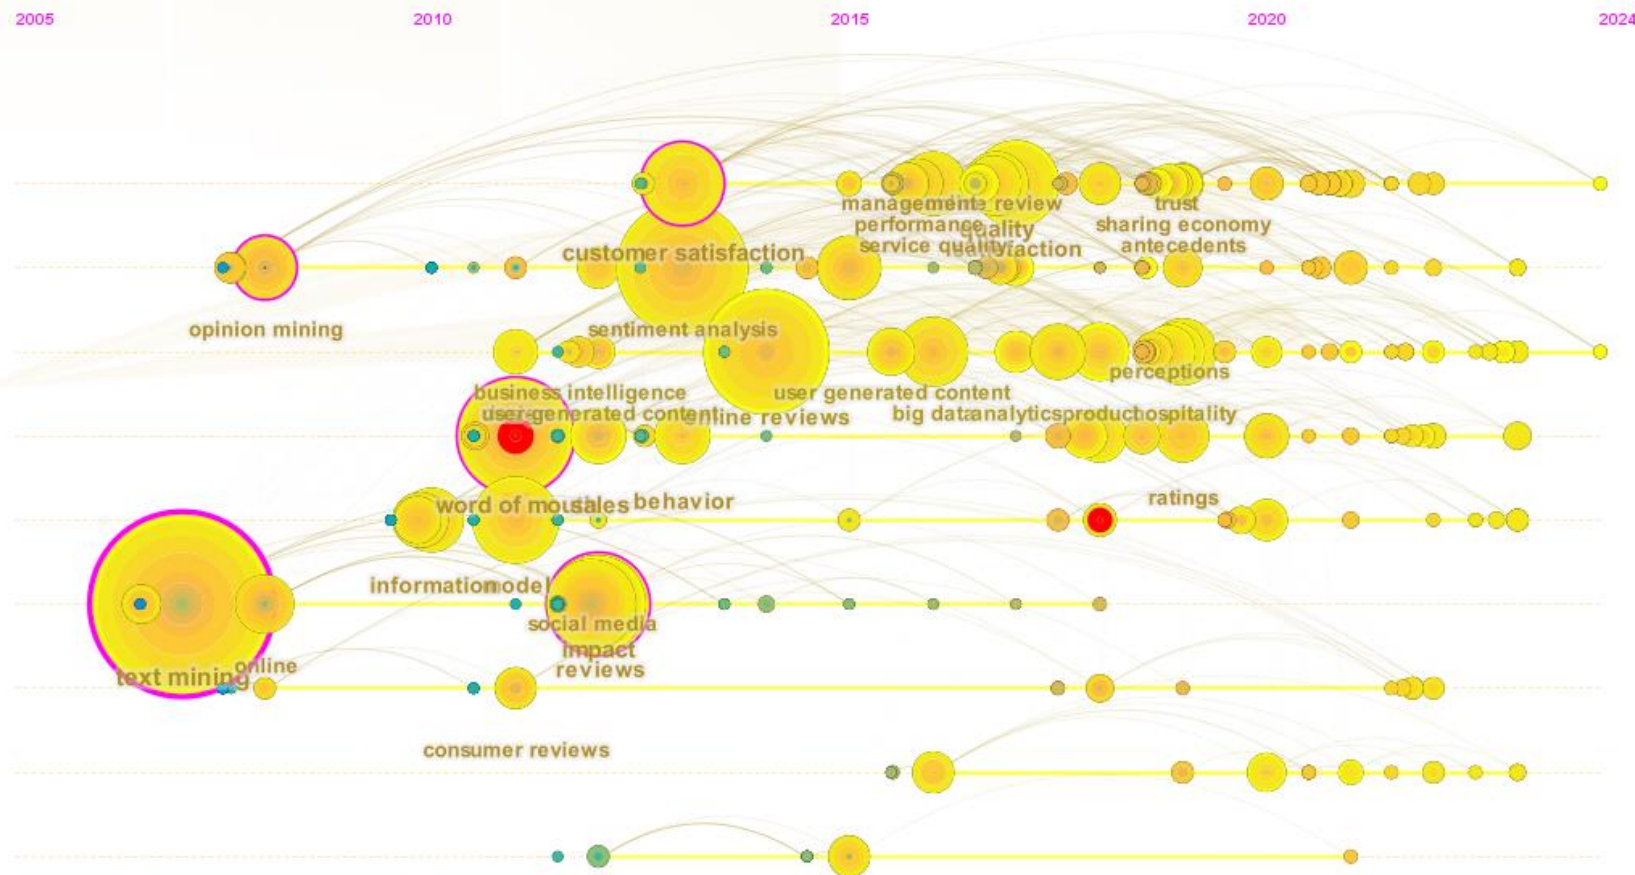 2005 2010 2015 2020 2024
management review trust
performance quality sharing economy
customer satisfaction service quality antecedents
opinion mining sentiment analysis
perceptions
business intelligence user generated content
user generated content online reviews big data analytics product hospitality
word of mouth sales behavior ratings
information model
social media
impact
text mining online reviews
consumer reviews